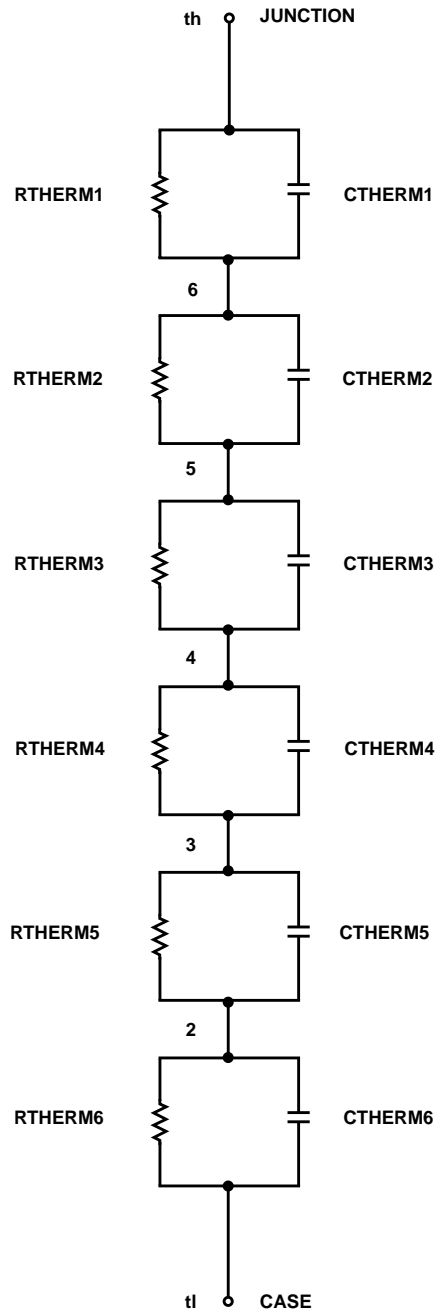 th JUNCTION
RTHERM1 CTHERM1
6
RTHERM2 CTHERM2
5
RTHERM3 CTHERM3
4
RTHERM4 CTHERM4
3
RTHERM5 CTHERM5
2
RTHERM6 CTHERM6
tl CASE